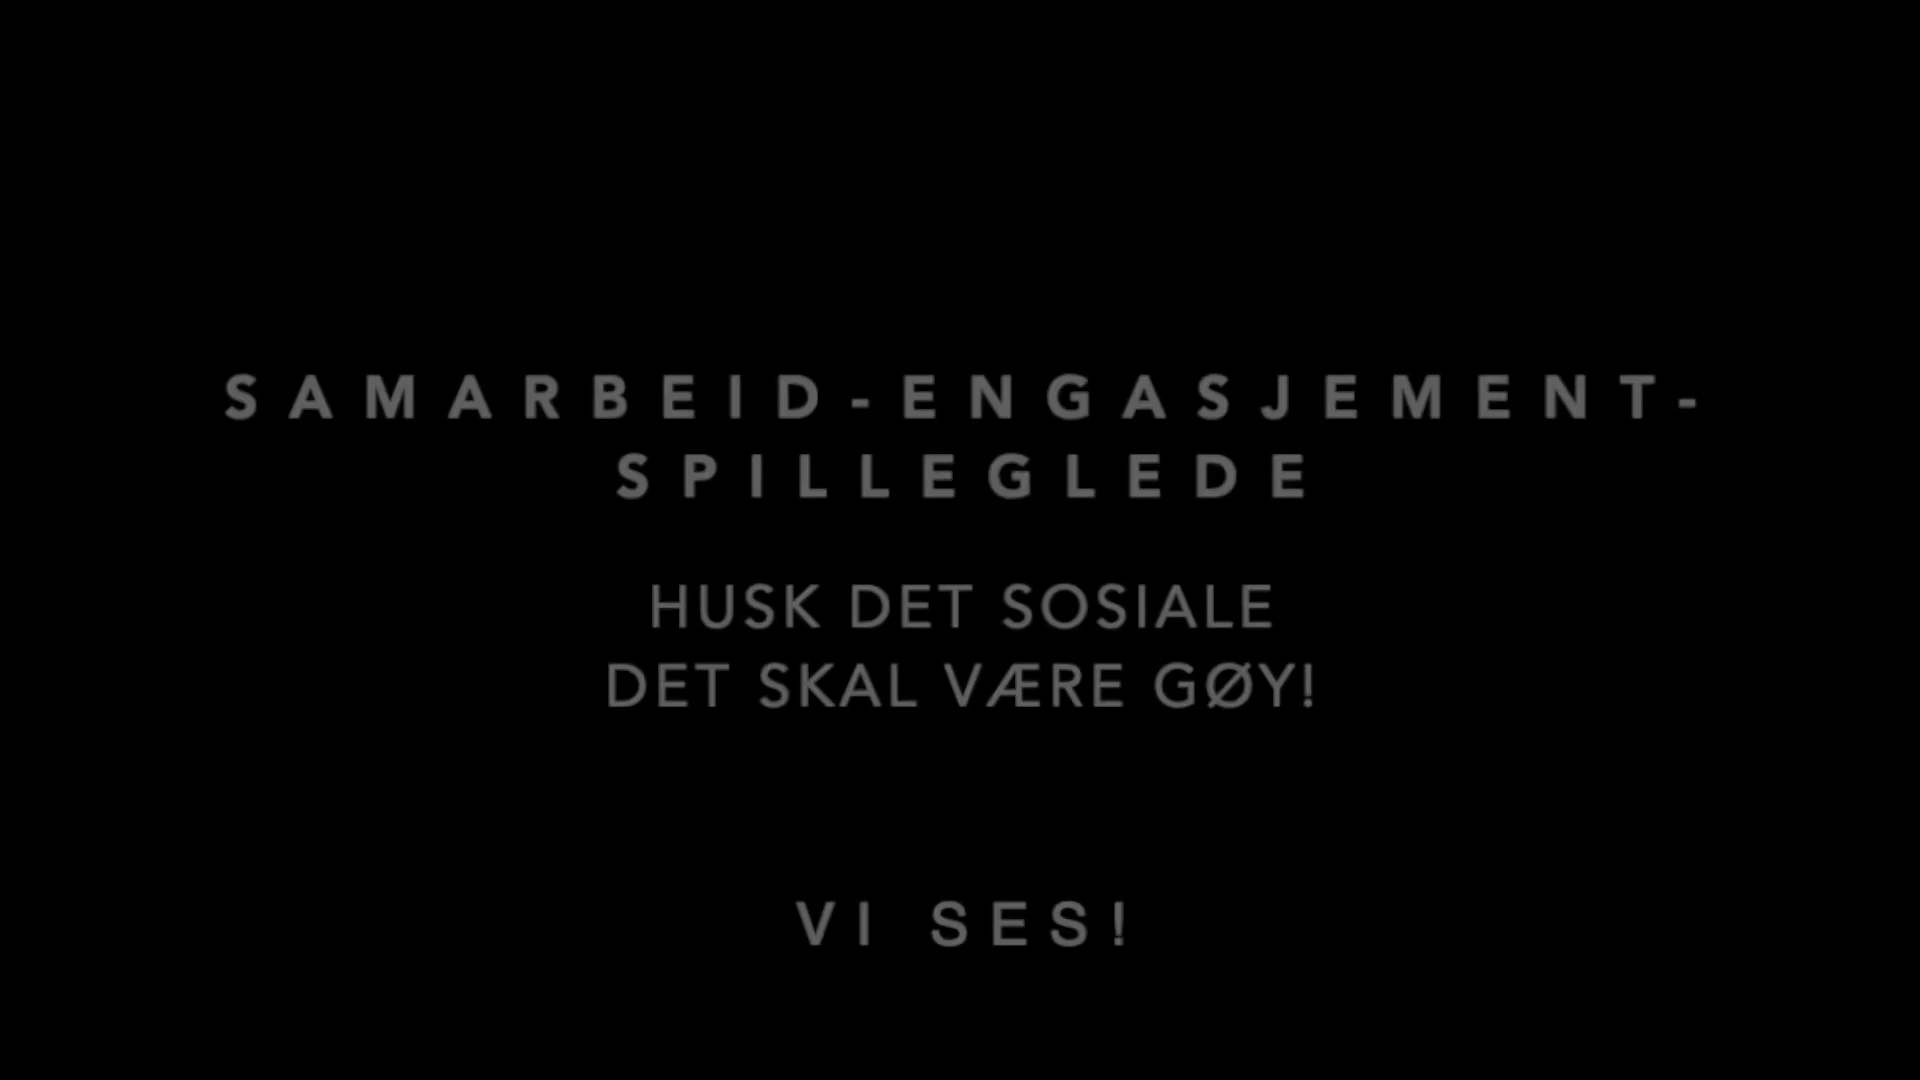 SAMARBEID-ENGASJEMENT-
SPILLEGLEDE
HUSK DET SOSIALE
DET SKAL VÆRE GØY!
VI SES!